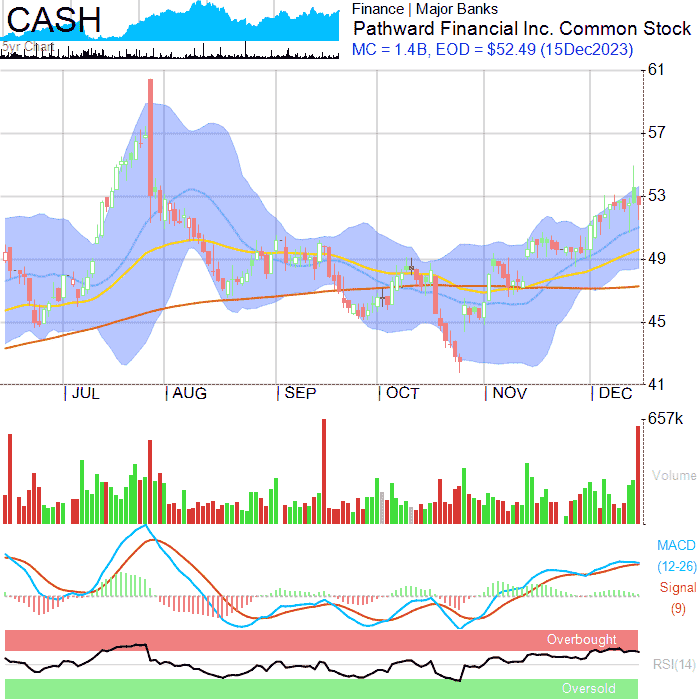 CASH
5yr Chart
Finance | Major Banks
Pathward Financial Inc. Common Stock
MC = 1.4B, EOD = $52.49 (15Dec2023)
61
57
53
49
45
41
JUL AUG SEP OCT NOV DEC
657k
Volume
MACD
(12-26)
Signal
(9)
Overbought
RSI(14)
Oversold